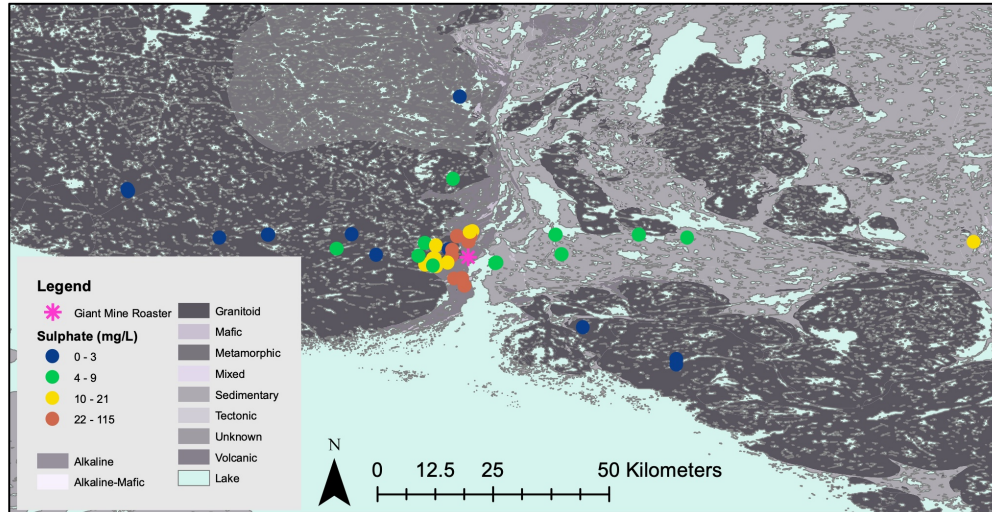 Legend
Giant Mine Roaster
Sulphate (mg/L)
0 - 3
4 - 9
10 - 21
22 - 115
Alkaline
Alkaline-Mafic
Granitoid
Mafic
Metamorphic
Mixed
Sedimentary
Tectonic
Unknown
Volcanic
Lake
N
0 12.5 25 50 Kilometers